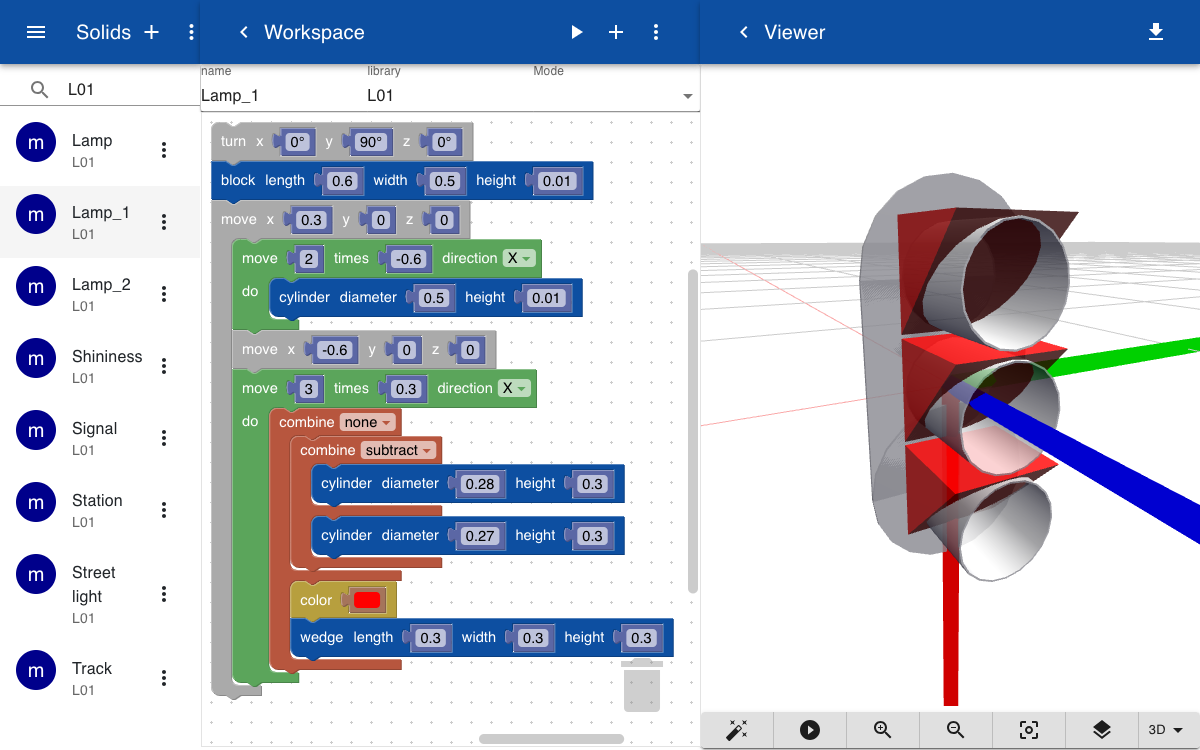 Solids
Workspace
Viewer
L01
name library Mode
Lamp_1 L01
m Lamp
L01
m Lamp_1
L01
m Lamp_2
L01
m Shininess
L01
m Signal
L01
m Station
L01
m Street
light
L01
m Track
L01
turn x 0° y 90° z 0°
block length 0.6 width 0.5 height 0.01
move x 0.3 y 0 z 0
move 2 times -0.6 direction X
do cylinder diameter 0.5 height 0.01
move x -0.6 y 0 z 0
move 3 times 0.3 direction X
do combine none
combine subtract
cylinder diameter 0.28 height 0.3
cylinder diameter 0.27 height 0.3
color
wedge length 0.3 width 0.3 height 0.3
3D